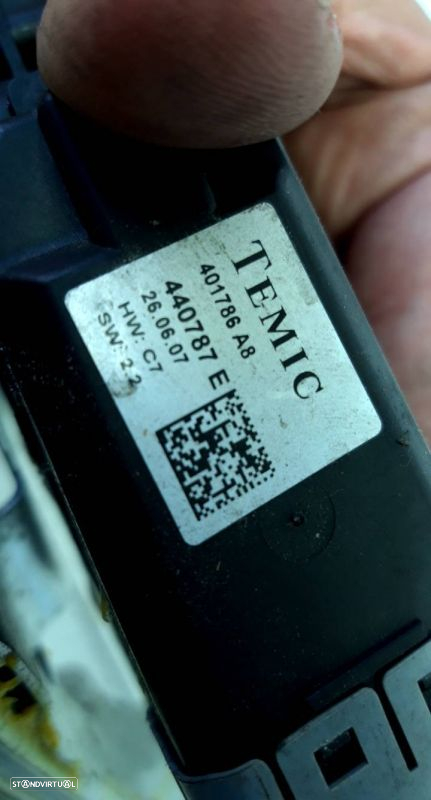 TEMIC
401786 A8
440787 E
26.06.07
HW: C7
SW: 2.2
STANDVIRTUAL